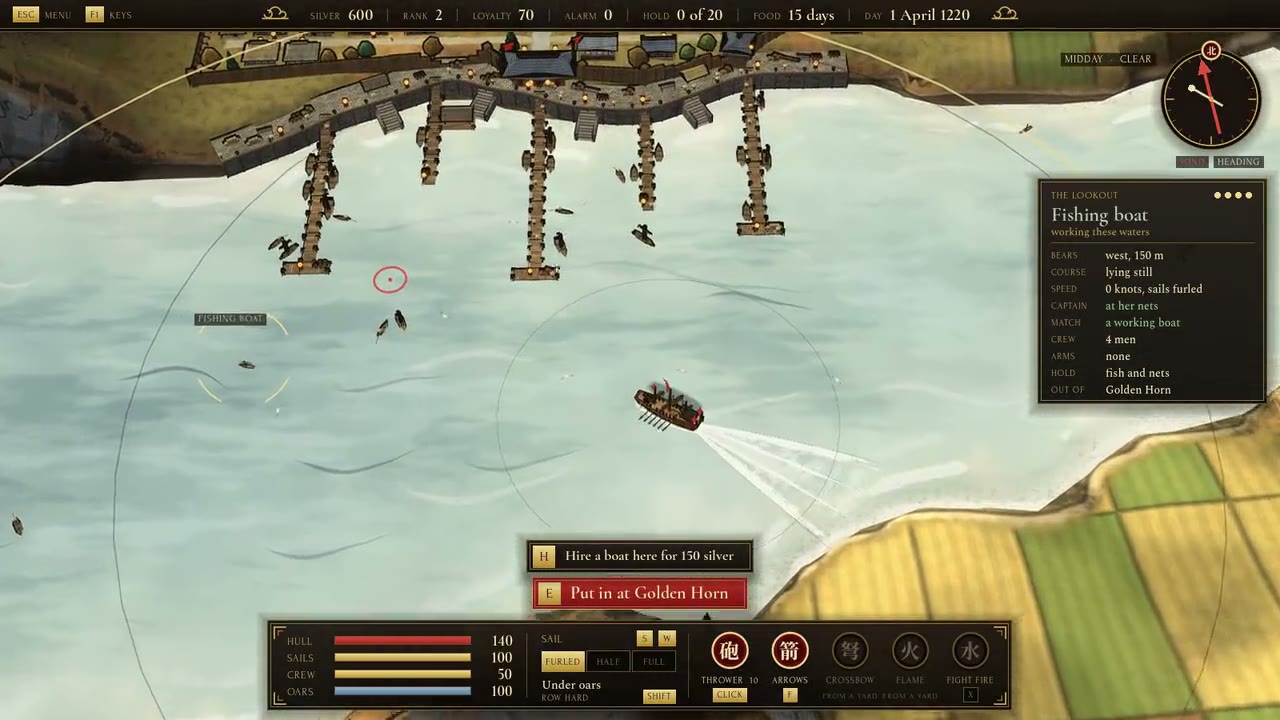 ESC MENU F1 KEYS
SILVER 600 RANK 2 LOYALTY 70 ALARM 0 HOLD 0 of 20 FOOD 15 days DAY 1 April 1220
MIDDAY · CLEAR
北
WIND HEADING
THE LOOKOUT
Fishing boat
working these waters
BEARS west, 150 m
COURSE lying still
SPEED 0 knots, sails furled
CAPTAIN at her nets
MATCH a working boat
CREW 4 men
ARMS none
HOLD fish and nets
OUT OF Golden Horn
FISHING BOAT
H Hire a boat here for 150 silver
E Put in at Golden Horn
HULL 140
SAILS 100
CREW 50
OARS 100
SAIL S W
FURLED HALF FULL
Under oars
ROW HARD SHIFT
砲 箭 弩 火 水
THROWER 10 ARROWS CROSSBOW FLAME FIGHT FIRE
CLICK F FROM A YARD FROM A YARD X